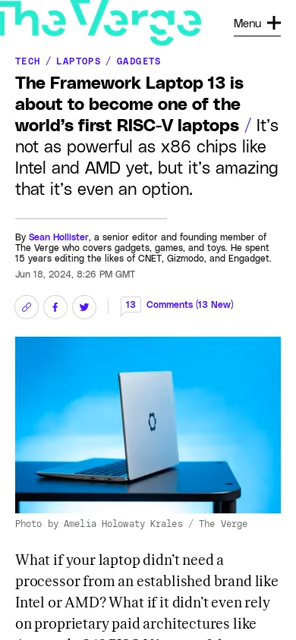 The Verge
Menu
TECH / LAPTOPS / GADGETS
The Framework Laptop 13 is
about to become one of the
world's first RISC-V laptops / It's
not as powerful as x86 chips like
Intel and AMD yet, but it's amazing
that it's even an option.
By Sean Hollister, a senior editor and founding member of
The Verge who covers gadgets, games, and toys. He spent
15 years editing the likes of CNET, Gizmodo, and Engadget.
Jun 18, 2024, 8:26 PM GMT
13 Comments (13 New)
Photo by Amelia Holowaty Krales / The Verge
What if your laptop didn't need a
processor from an established brand like
Intel or AMD? What if it didn't even rely
on proprietary paid architectures like